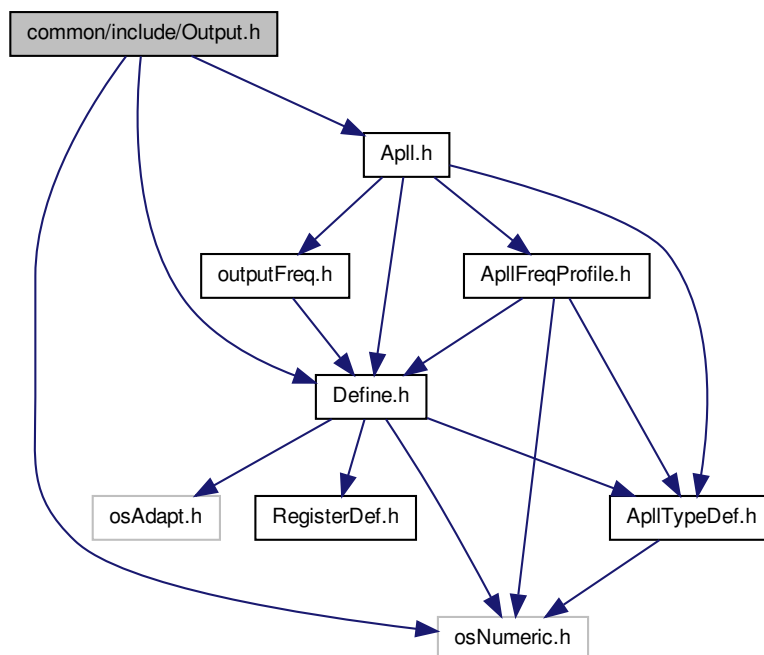 common/include/Output.h
Apll.h
outputFreq.h
ApllFreqProfile.h
Define.h
osAdapt.h
RegisterDef.h
ApllTypeDef.h
osNumeric.h